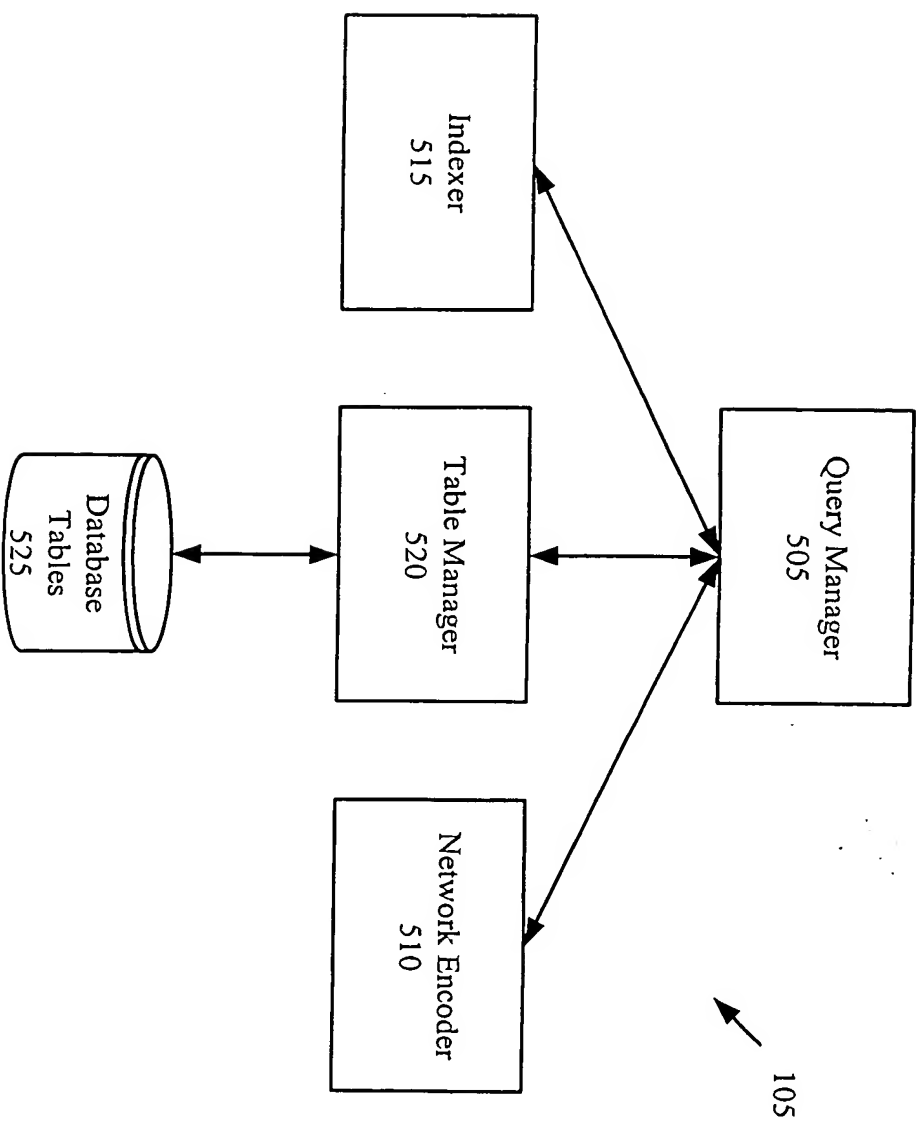 105
Query Manager
505
Indexer
515
Table Manager
520
Network Encoder
510
Database
Tables
525